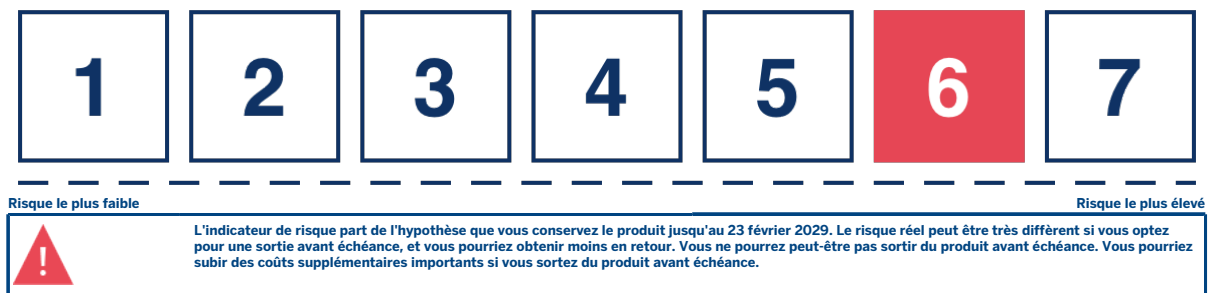 1 2 3 4 5 6 7
Risque le plus faible Risque le plus élevé
L'indicateur de risque part de l'hypothèse que vous conservez le produit jusqu'au 23 février 2029. Le risque réel peut être très diffèrent si vous optez
pour une sortie avant échéance, et vous pourriez obtenir moins en retour. Vous ne pourrez peut-être pas sortir du produit avant échéance. Vous pourriez
subir des coûts supplémentaires importants si vous sortez du produit avant échéance.
!